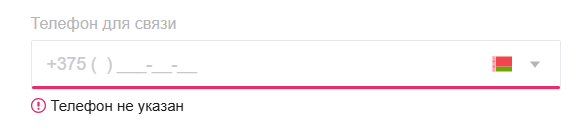 Телефон для связи
+375 (  ) ___-__-__
Телефон не указан